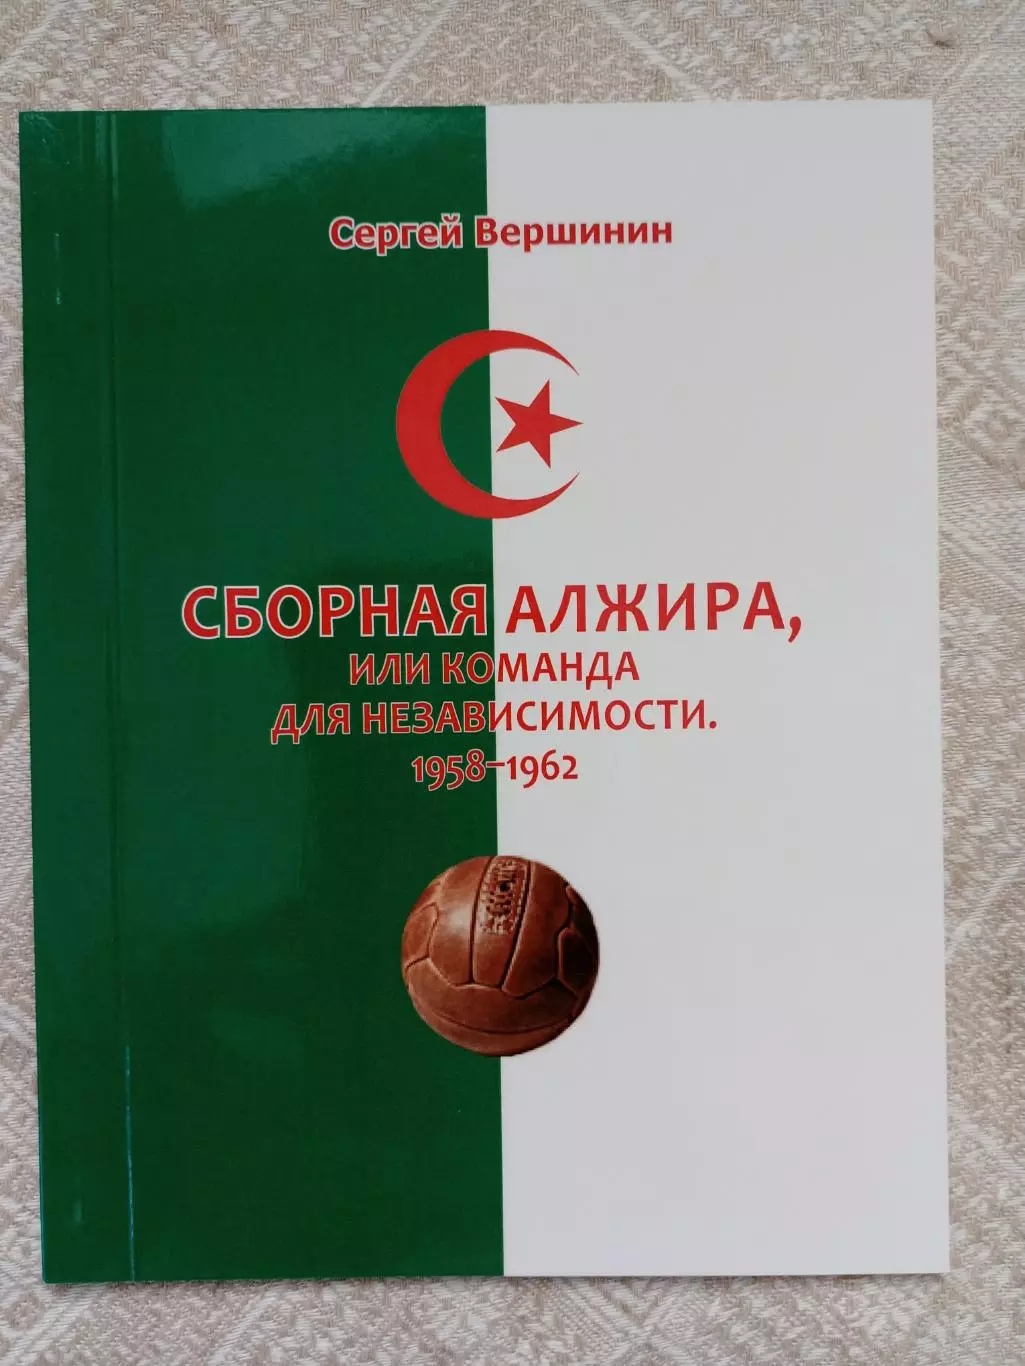 Сергей Вершинин
СБОРНАЯ АЛЖИРА,
ИЛИ КОМАНДА
ДЛЯ НЕЗАВИСИМОСТИ.
1958–1962